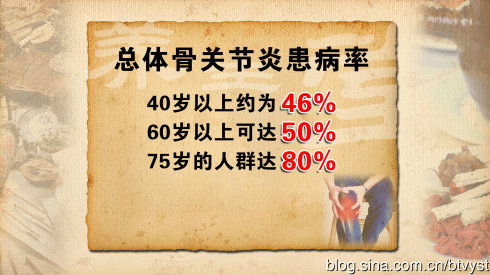 总体骨关节炎患病率
40岁以上约为46%
60岁以上可达50%
75岁的人群达80%
blog.sina.com.cn/btvyst